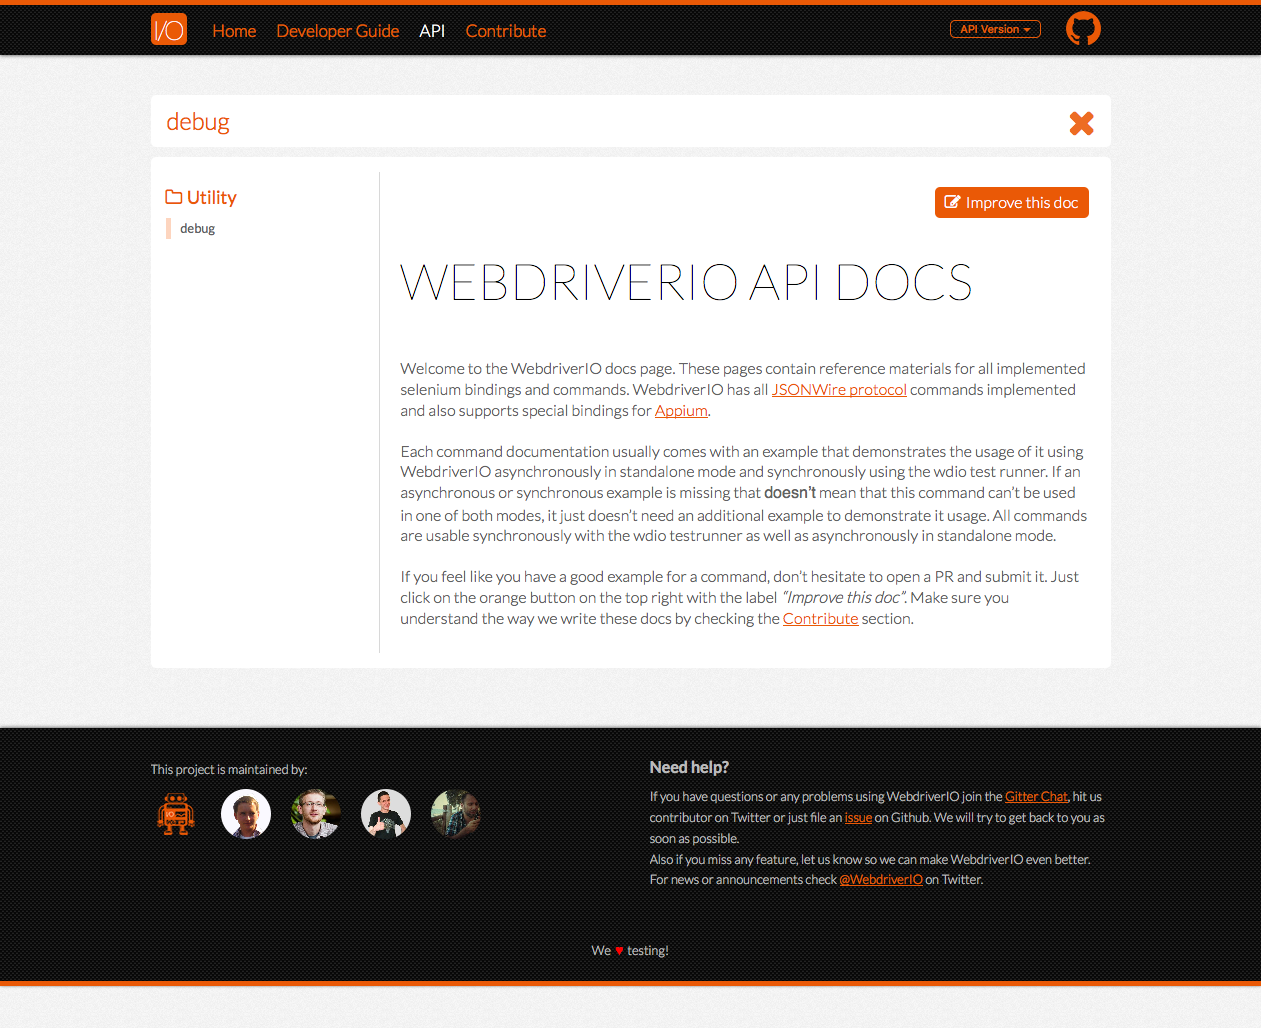 I/O Home Developer Guide API Contribute API Version
debug
Utility
debug
Improve this doc
WEBDRIVERIO API DOCS
Welcome to the WebdriverIO docs page. These pages contain reference materials for all implemented
selenium bindings and commands. WebdriverIO has all JSONWire protocol commands implemented
and also supports special bindings for Appium.
Each command documentation usually comes with an example that demonstrates the usage of it using
WebdriverIO asynchronously in standalone mode and synchronously using the wdio test runner. If an
asynchronous or synchronous example is missing that doesn’t mean that this command can’t be used
in one of both modes, it just doesn’t need an additional example to demonstrate it usage. All commands
are usable synchronously with the wdio testrunner as well as asynchronously in standalone mode.
If you feel like you have a good example for a command, don’t hesitate to open a PR and submit it. Just
click on the orange button on the top right with the label “Improve this doc”. Make sure you
understand the way we write these docs by checking the Contribute section.
This project is maintained by:
Need help?
If you have questions or any problems using WebdriverIO join the Gitter Chat, hit us
contributor on Twitter or just file an issue on Github. We will try to get back to you as
soon as possible.
Also if you miss any feature, let us know so we can make WebdriverIO even better.
For news or announcements check @WebdriverIO on Twitter.
We ♥ testing!